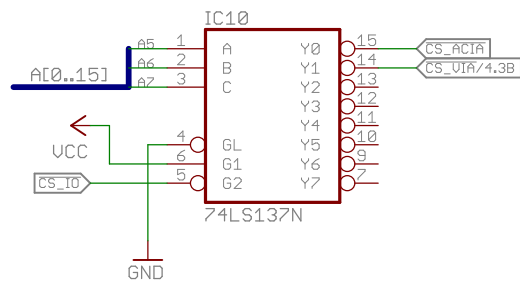 IC10
A5 1 A Y0 15 CS_ACIA
A6 2 B Y1 14 CS_VIA/4.3B
A[0..15]
A7 3 C Y2 13
Y3 12
Y4 11
4 GL Y5 10
VCC
6 G1 Y6 9
CS_IO 5 G2 Y7 7
74LS137N
GND